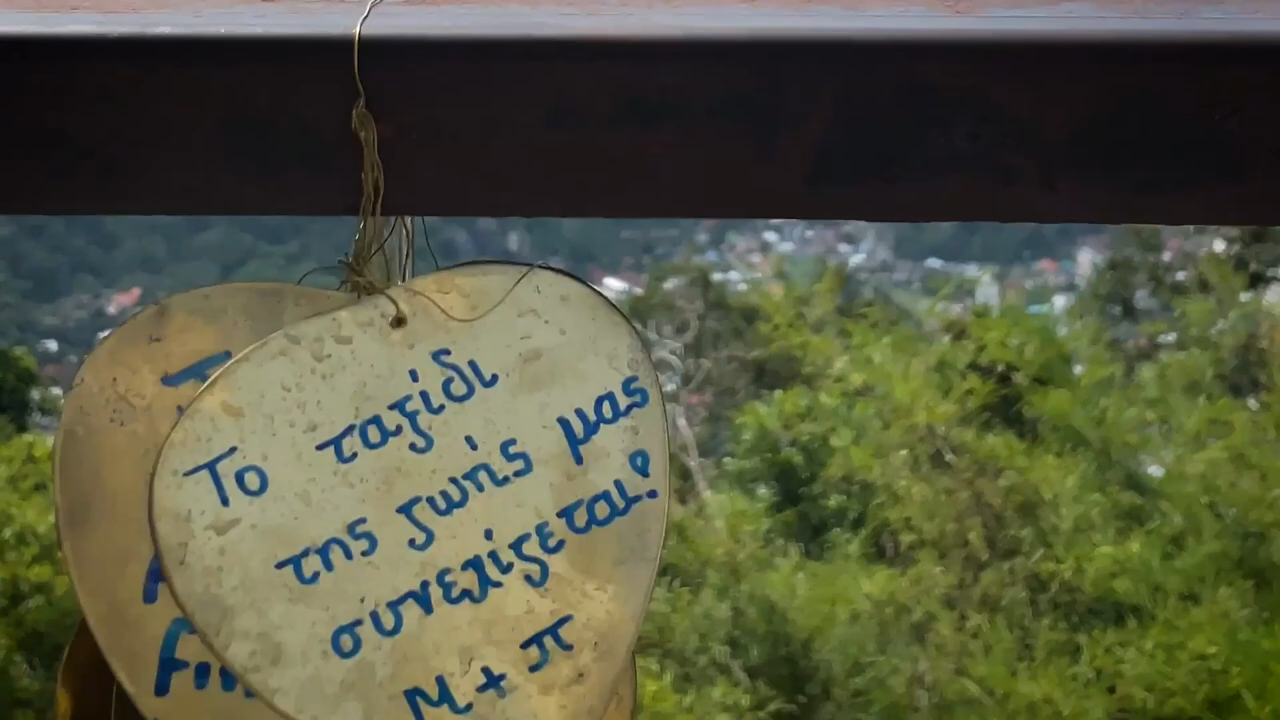 Το ταξίδι
της ζωής μας
συνεχίζεται!
Μ + π